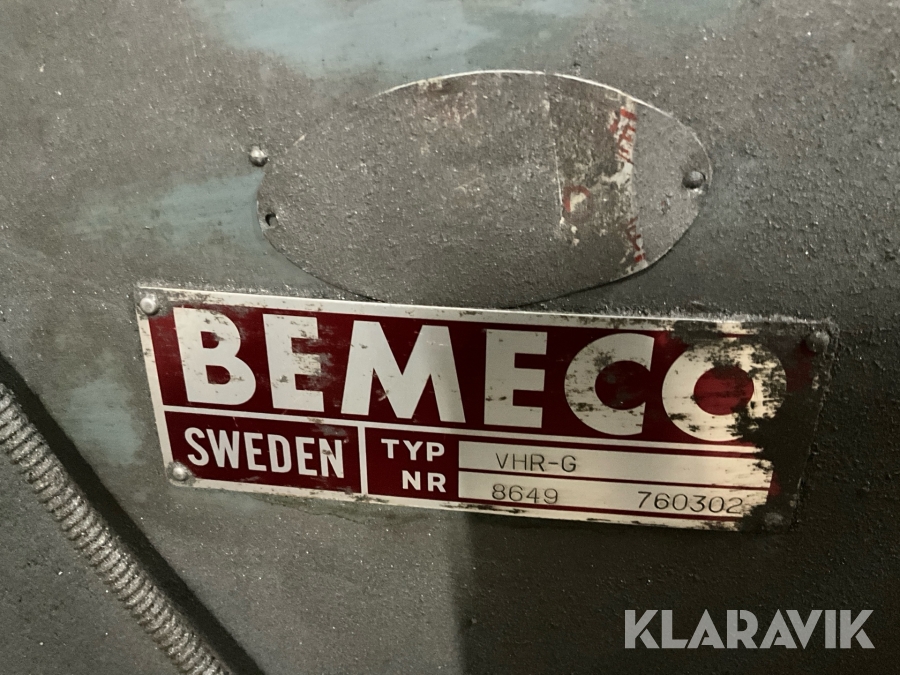 BEMECO
SWEDEN
TYP VHR-G
NR 8649 760302
KLARAVIK